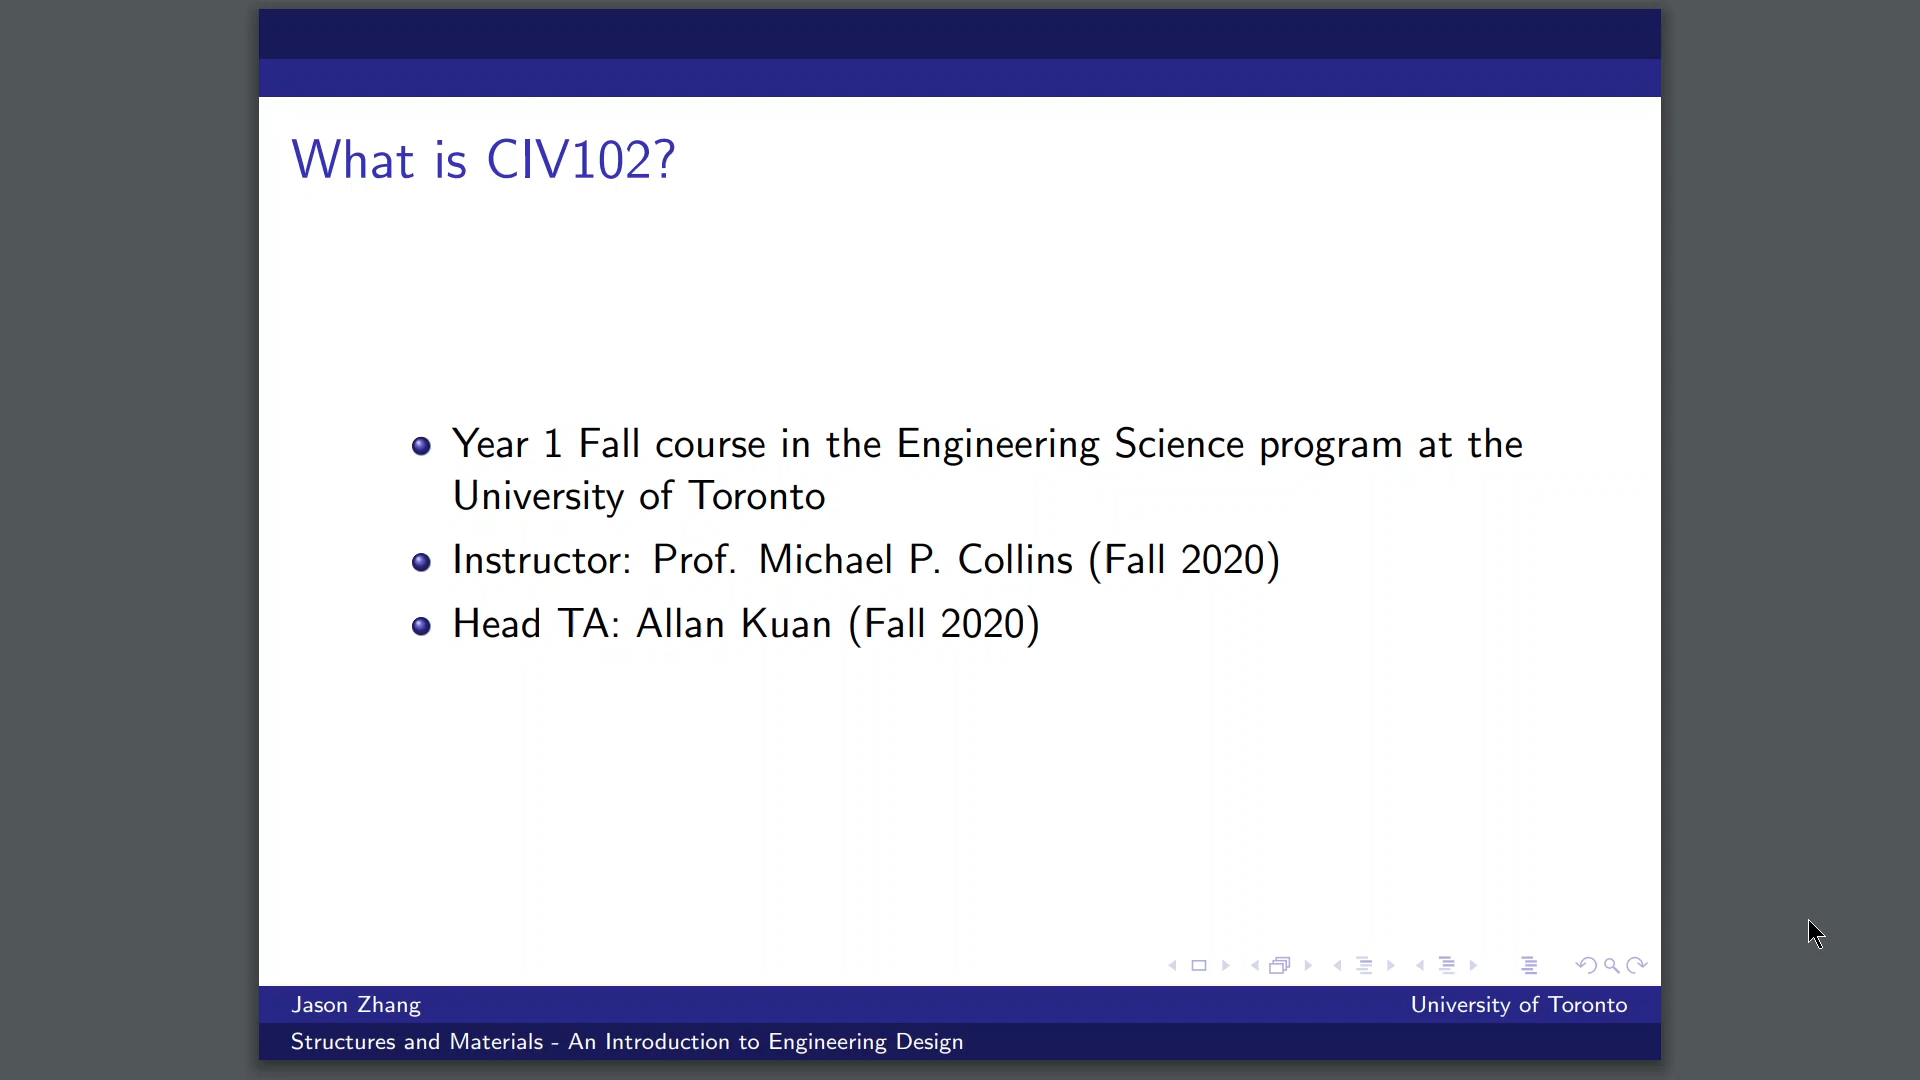 What is CIV102?
Year 1 Fall course in the Engineering Science program at the
University of Toronto
Instructor: Prof. Michael P. Collins (Fall 2020)
Head TA: Allan Kuan (Fall 2020)
Jason Zhang
University of Toronto
Structures and Materials - An Introduction to Engineering Design